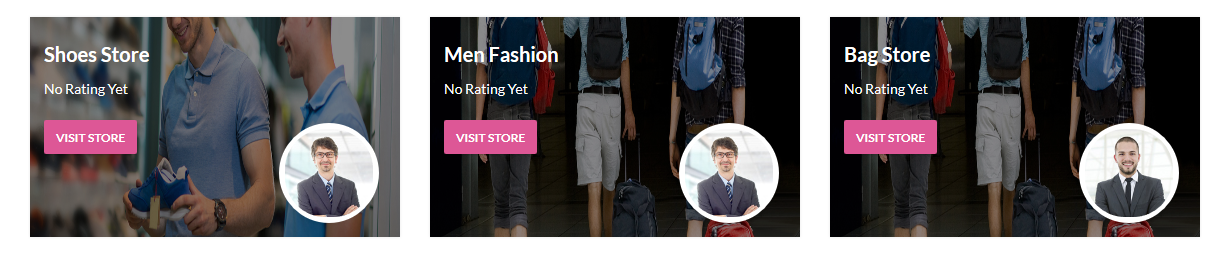 Shoes Store
No Rating Yet
VISIT STORE
Men Fashion
No Rating Yet
VISIT STORE
Bag Store
No Rating Yet
VISIT STORE